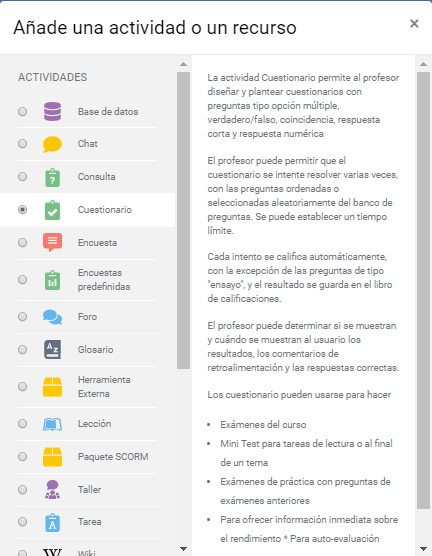 Añade una actividad o un recurso
×
ACTIVIDADES
Base de datos
Chat
Consulta
Cuestionario
Encuesta
Encuestas
predefinidas
Foro
Glosario
Herramienta
Externa
Lección
Paquete SCORM
Taller
Tarea
Wiki
La actividad Cuestionario permite al profesor
diseñar y plantear cuestionarios con
preguntas tipo opción múltiple,
verdadero/falso, coincidencia, respuesta
corta y respuesta numérica
El profesor puede permitir que el
cuestionario se intente resolver varias veces,
con las preguntas ordenadas o
seleccionadas aleatoriamente del banco de
preguntas. Se puede establecer un tiempo
límite.
Cada intento se califica automáticamente,
con la excepción de las preguntas de tipo
"ensayo", y el resultado se guarda en el libro
de calificaciones.
El profesor puede determinar si se muestran
y cuándo se muestran al usuario los
resultados, los comentarios de
retroalimentación y las respuestas correctas.
Los cuestionario pueden usarse para hacer
• Exámenes del curso
• Mini Test para tareas de lectura o al final
de un tema
• Exámenes de práctica con preguntas de
exámenes anteriores
• Para ofrecer información inmediata sobre
el rendimiento * Para auto-evaluación